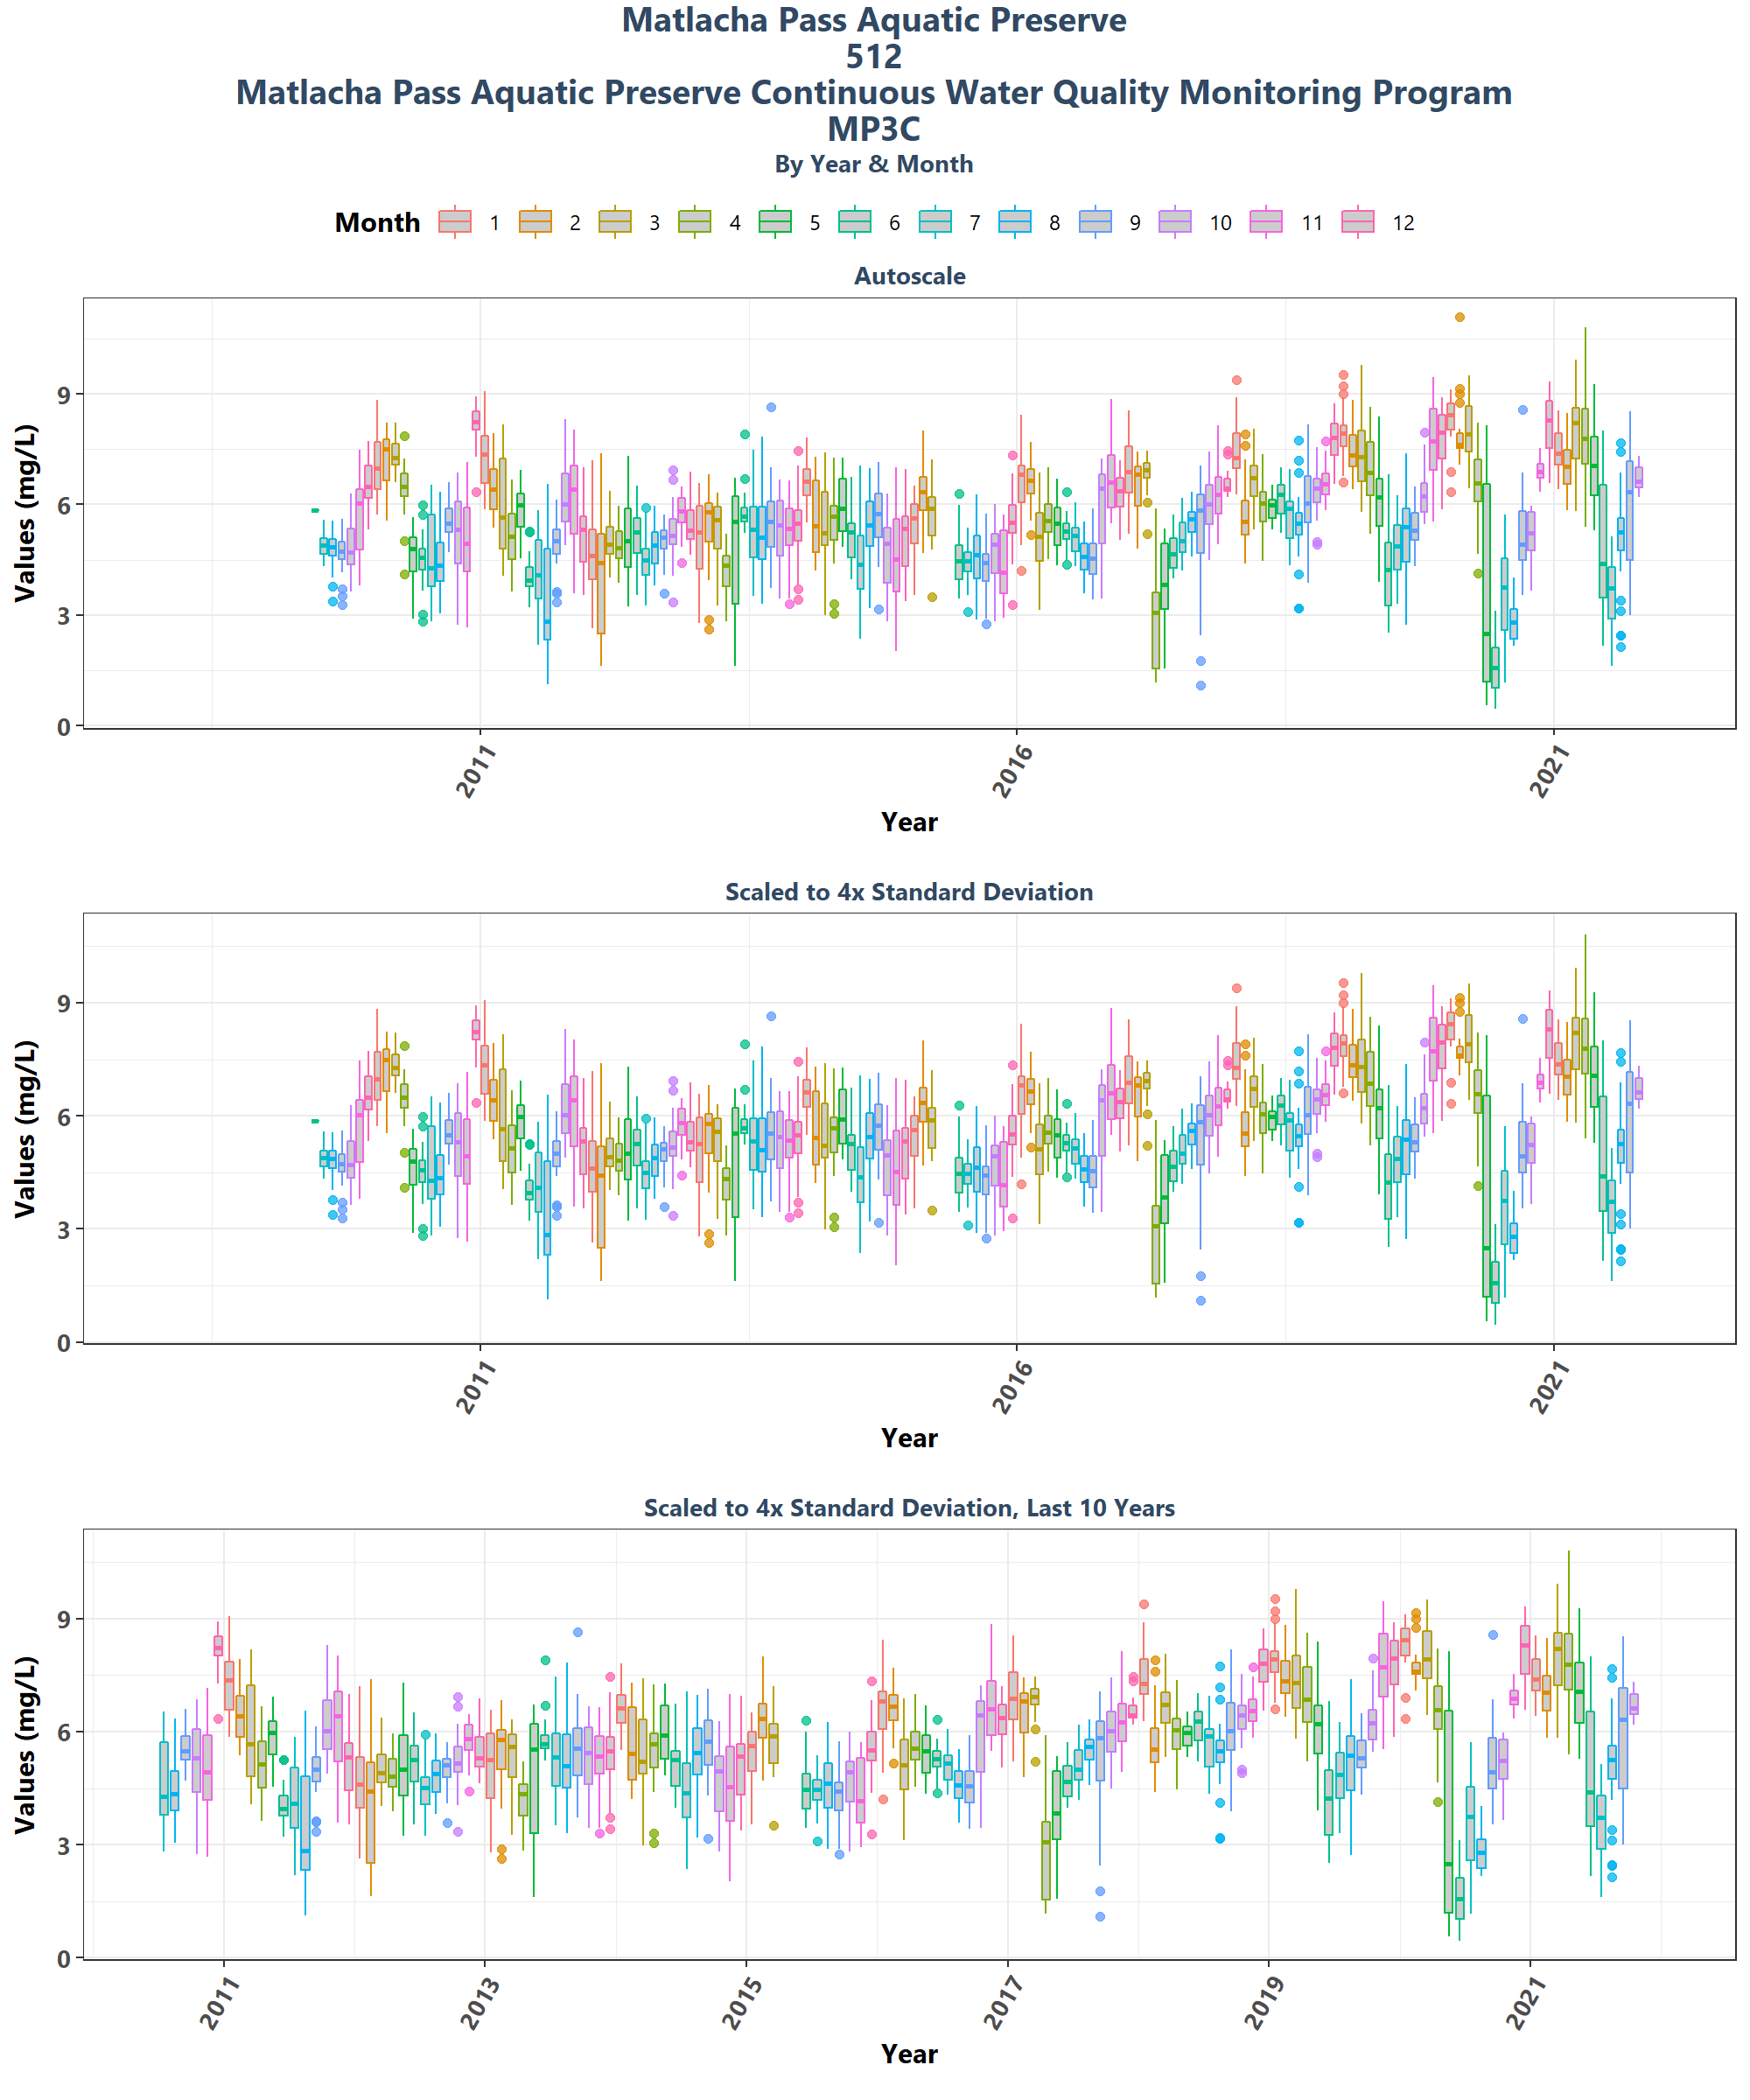 Matlacha Pass Aquatic Preserve
512
Matlacha Pass Aquatic Preserve Continuous Water Quality Monitoring Program
MP3C
By Year & Month
Month 1 2 3 4 5 6 7 8 9 10 11 12
Autoscale
Values (mg/L)
9
6
3
0
2011 2016 2021
Year
Scaled to 4x Standard Deviation
Values (mg/L)
9
6
3
0
2011 2016 2021
Year
Scaled to 4x Standard Deviation, Last 10 Years
Values (mg/L)
9
6
3
0
2011 2013 2015 2017 2019 2021
Year